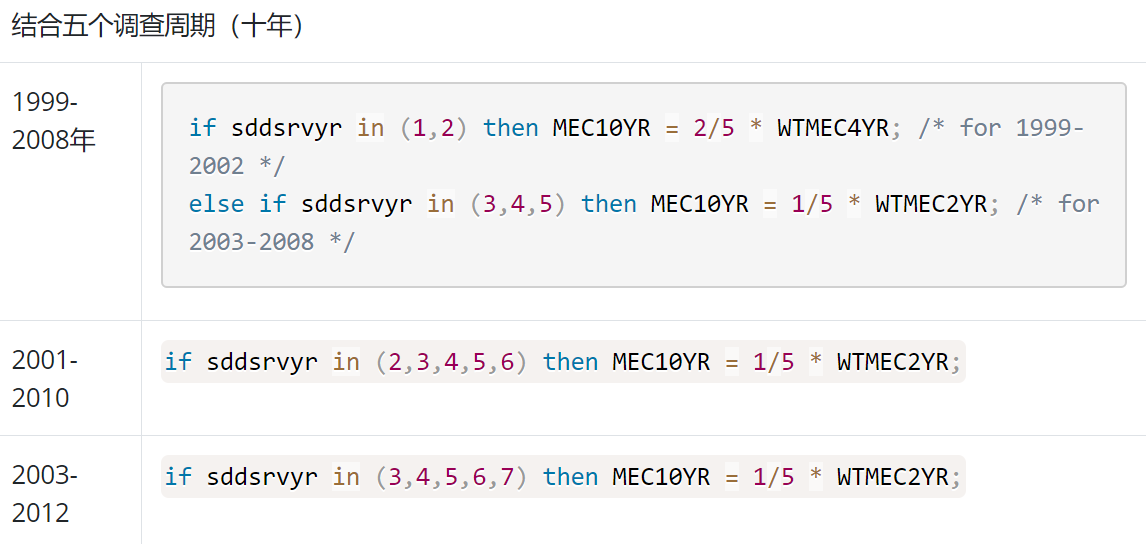 结合五个调查周期（十年）
1999-
2008年
if sddsrvyr in (1,2) then MEC10YR = 2/5 * WTMEC4YR; /* for 1999-
2002 */
else if sddsrvyr in (3,4,5) then MEC10YR = 1/5 * WTMEC2YR; /* for
2003-2008 */
2001-
2010
if sddsrvyr in (2,3,4,5,6) then MEC10YR = 1/5 * WTMEC2YR;
2003-
2012
if sddsrvyr in (3,4,5,6,7) then MEC10YR = 1/5 * WTMEC2YR;